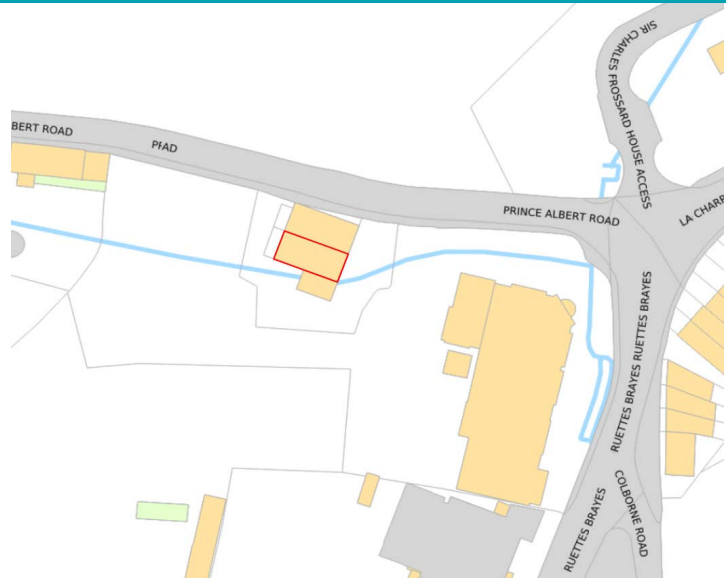 SIR CHARLES FROSSARD HOUSE ACCESS
BERT ROAD
PRINCE ALBERT ROAD
LA CHARR
RUETTES BRAYES RUETTES BRAYES
COLBORNE ROAD
RUETTES BRAYES